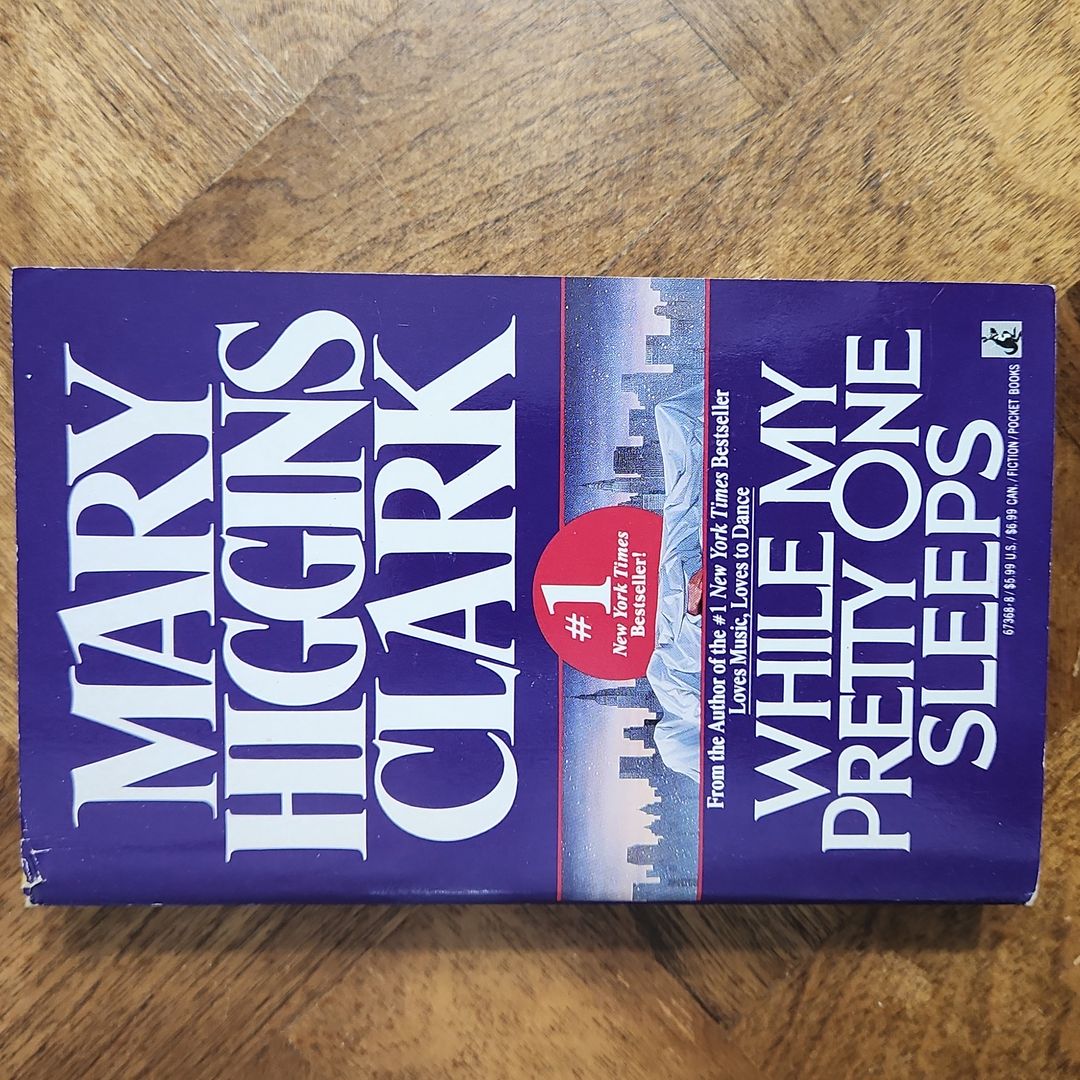 MARY
HIGGINS
CLARK
#1
New York Times
Bestseller!
From the Author of the #1 New York Times Bestseller
Loves Music, Loves to Dance
WHILE MY
PRETTY ONE
SLEEPS
67368-8/$5.99 U.S./$6.99 CAN./FICTION/POCKET BOOKS